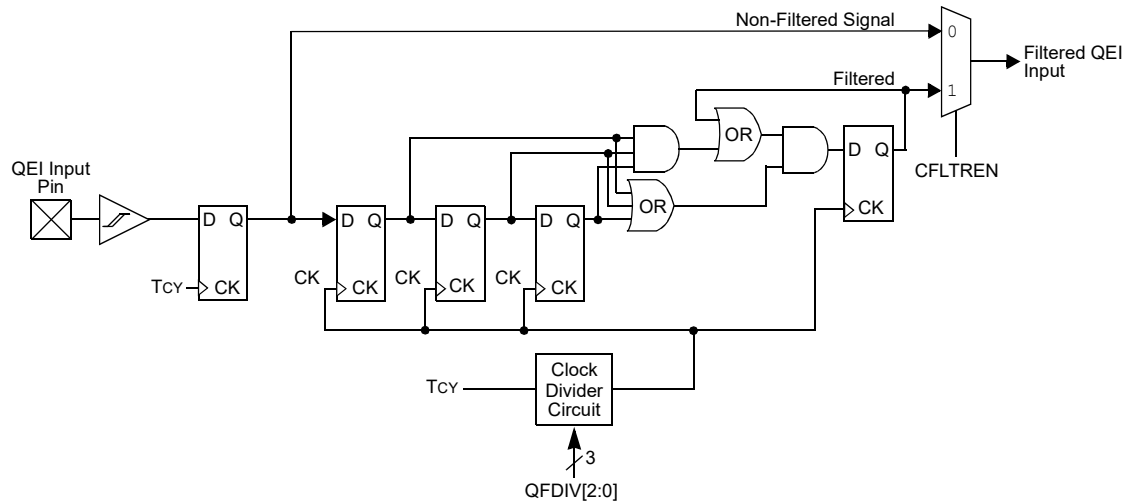 Non-Filtered Signal
0
Filtered QEI
Input
Filtered
1
OR
D Q
CFLTREN
QEI Input
Pin
OR
CK
D Q
D Q
D Q
D Q
TCY
CK
CK
CK
CK
CK
CK
CK
TCY
Clock
Divider
Circuit
3
QFDIV[2:0]